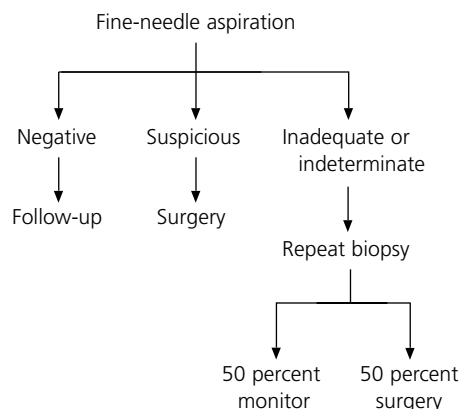 Fine-needle aspiration
Negative
Suspicious
Inadequate or
indeterminate
Follow-up
Surgery
Repeat biopsy
50 percent
monitor
50 percent
surgery